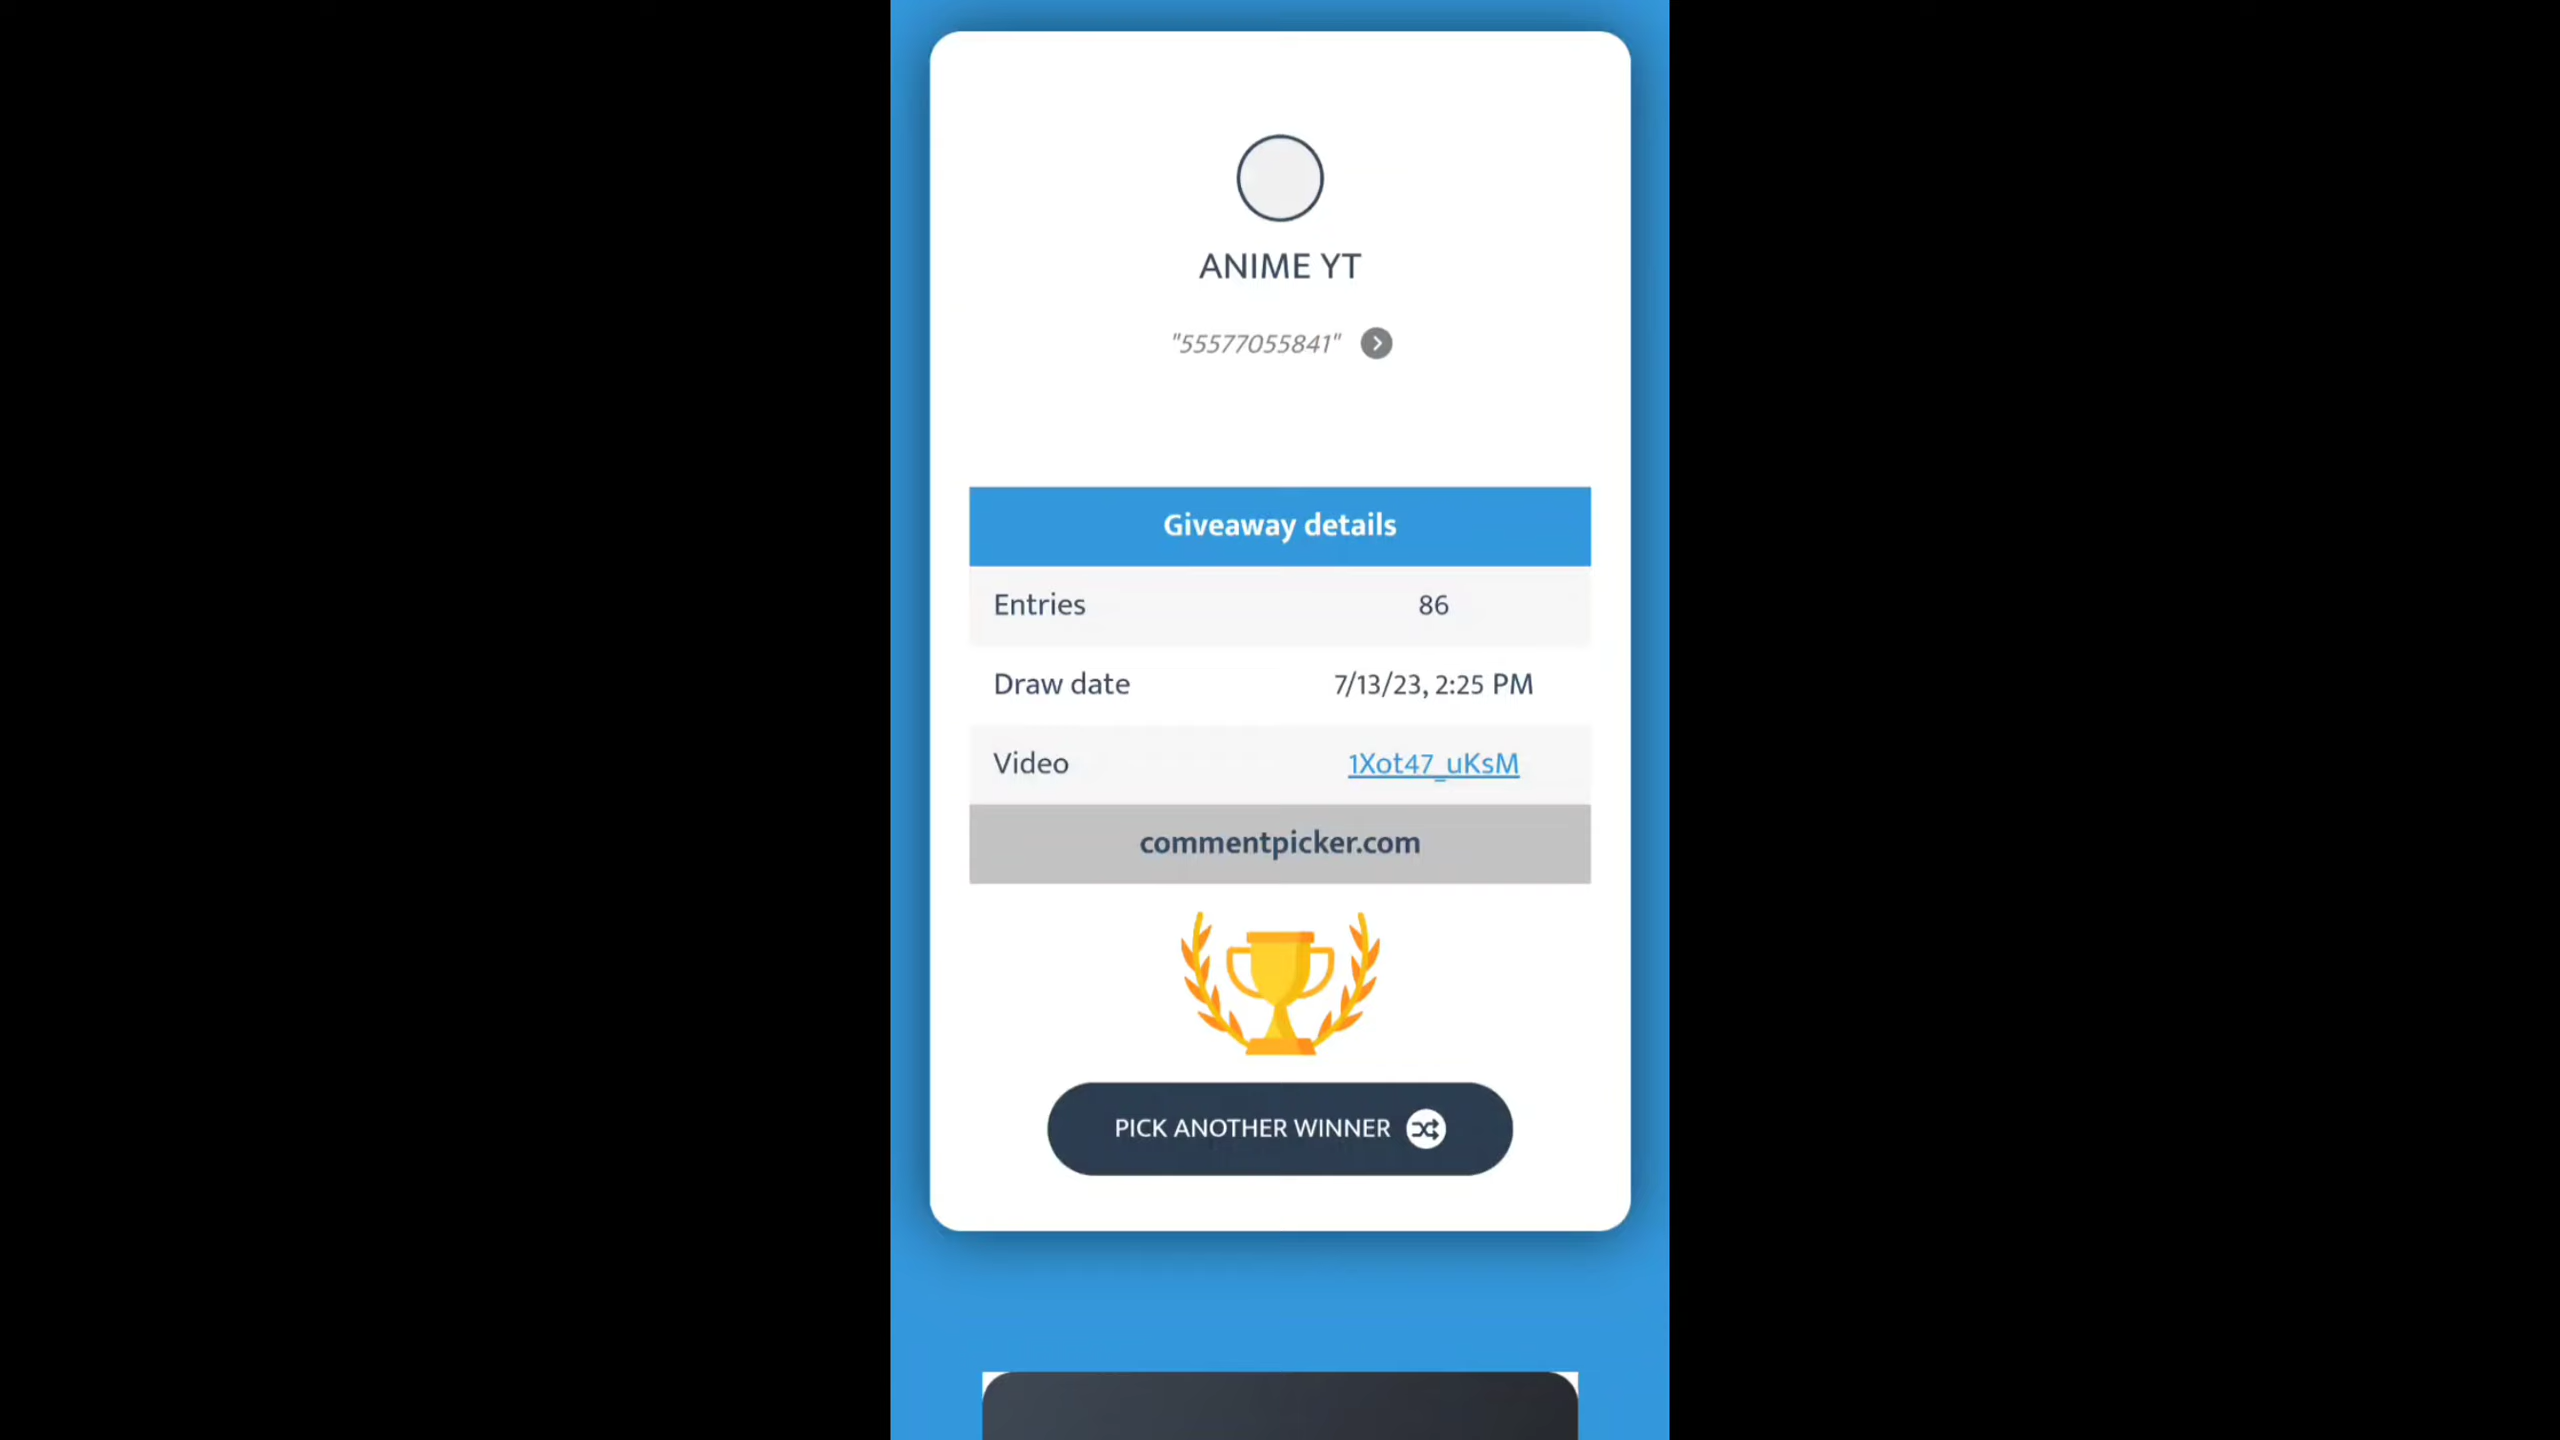 ANIME YT
"55577055841"
Giveaway details
Entries 86
Draw date 7/13/23, 2:25 PM
Video 1Xot47_uKsM
commentpicker.com
PICK ANOTHER WINNER